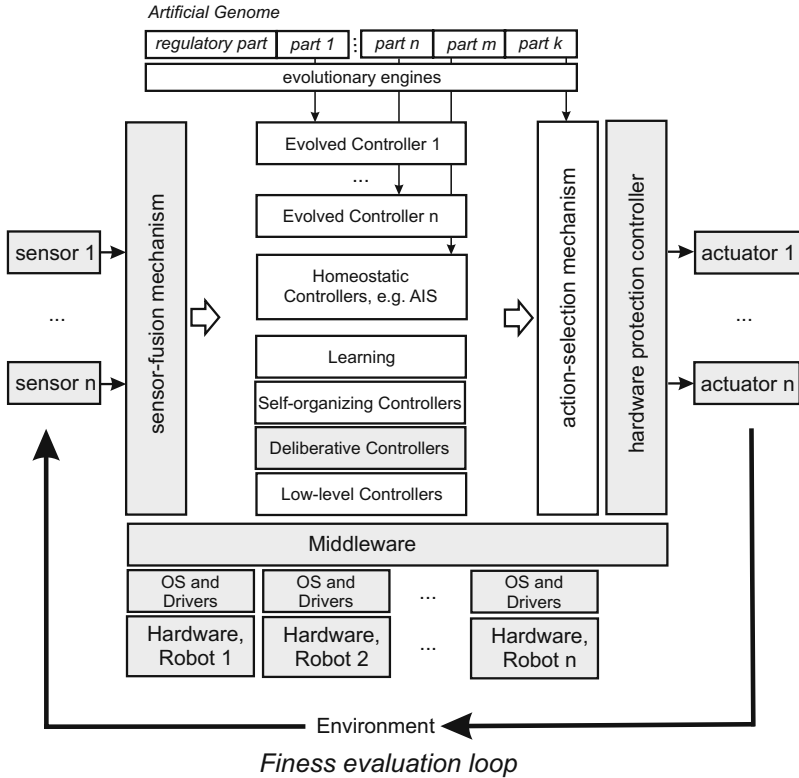 Artificial Genome
regulatory part part 1 ⋮ part n part m part k
evolutionary engines
Evolved Controller 1
...
Evolved Controller n
Homeostatic
Controllers, e.g. AIS
Learning
Self-organizing Controllers
Deliberative Controllers
Low-level Controllers
sensor 1
...
sensor n
sensor-fusion mechanism
action-selection mechanism
hardware protection controller
actuator 1
...
actuator n
Middleware
OS and
Drivers
OS and
Drivers
...
OS and
Drivers
Hardware,
Robot 1
Hardware,
Robot 2
...
Hardware,
Robot n
Environment
Finess evaluation loop